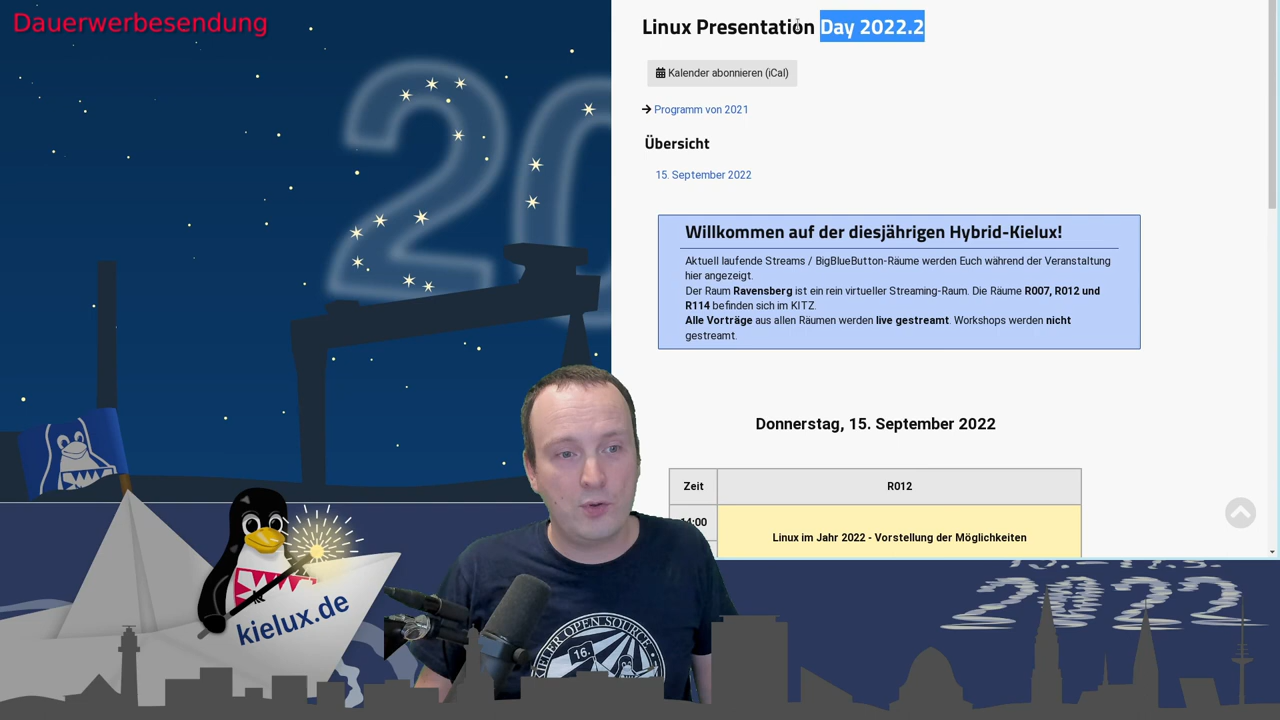 Dauerwerbesendung
Linux Presentation Day 2022.2
Kalender abonnieren (iCal)
Programm von 2021
Übersicht
15. September 2022
Willkommen auf der diesjährigen Hybrid-Kielux!
Aktuell laufende Streams / BigBlueButton-Räume werden Euch während der Veranstaltung
hier angezeigt.
Der Raum Ravensberg ist ein rein virtueller Streaming-Raum. Die Räume R007, R012 und
R114 befinden sich im KITZ.
Alle Vorträge aus allen Räumen werden live gestreamt. Workshops werden nicht
gestreamt.
Donnerstag, 15. September 2022
Zeit
R012
14:00
Linux im Jahr 2022 - Vorstellung der Möglichkeiten
20
kielux.de
KIELER OPEN SOURCE
16.
2022